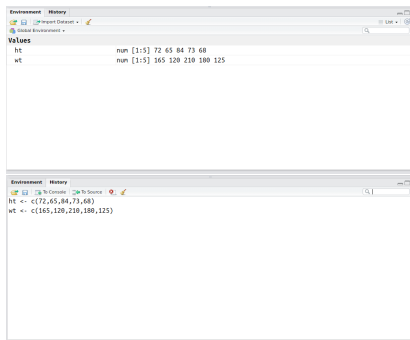 Environment History
Import Dataset List
Global Environment
Values
ht num [1:5] 72 65 84 73 68
wt num [1:5] 165 120 210 180 125
Environment History
To Console To Source
ht <- c(72,65,84,73,68)
wt <- c(165,120,210,180,125)